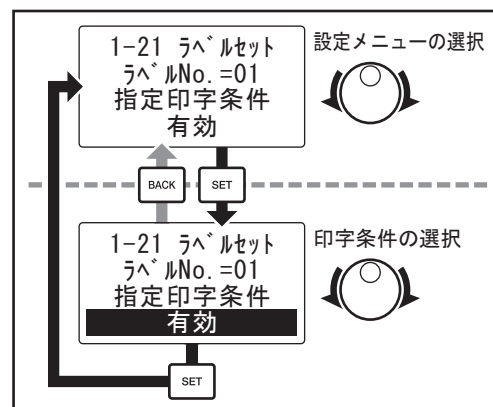 1-21 ラベルセット
ラベルNo.=01
指定印字条件
有効
設定メニューの選択
BACK
SET
1-21 ラベルセット
ラベルNo.=01
指定印字条件
有効
印字条件の選択
SET